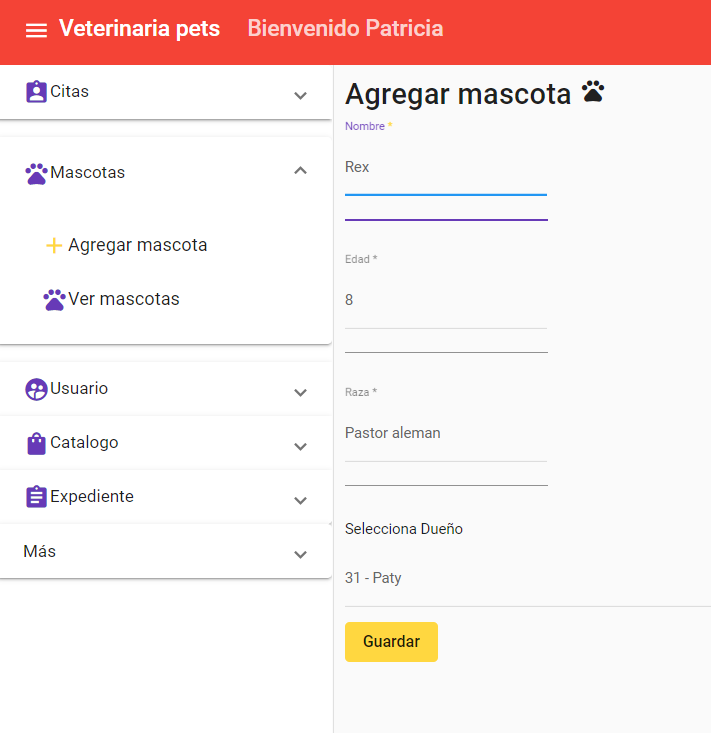 Veterinaria pets Bienvenido Patricia
Citas
Mascotas
Agregar mascota
Ver mascotas
Usuario
Catalogo
Expediente
Más
Agregar mascota
Nombre *
Rex
Edad *
8
Raza *
Pastor aleman
Selecciona Dueño
31 - Paty
Guardar